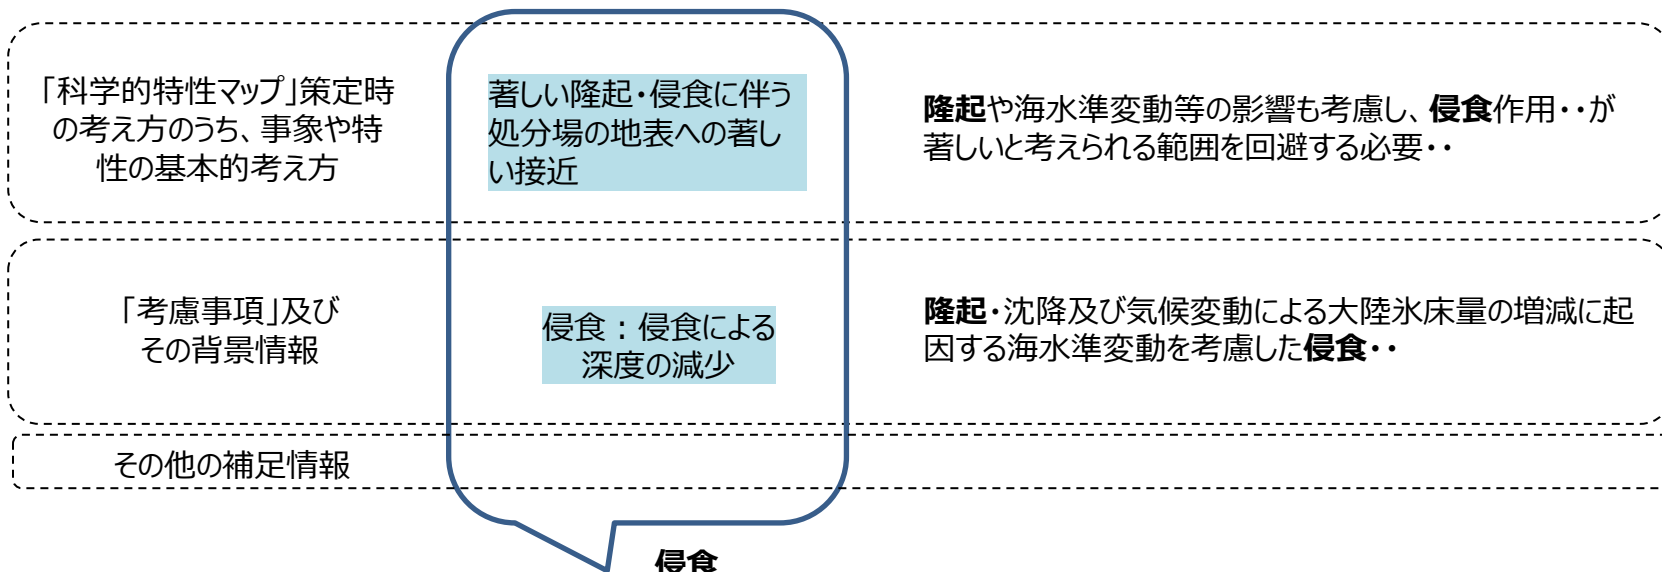 「科学的特性マップ」策定時
の考え方のうち、事象や特
性の基本的考え方
著しい隆起・侵食に伴う
処分場の地表への著し
い接近
隆起や海水準変動等の影響も考慮し、侵食作用・・が
著しいと考えられる範囲を回避する必要・・
「考慮事項」及び
その背景情報
侵食：侵食による
深度の減少
隆起・沈降及び気候変動による大陸氷床量の増減に起
因する海水準変動を考慮した侵食・・
その他の補足情報
侵食